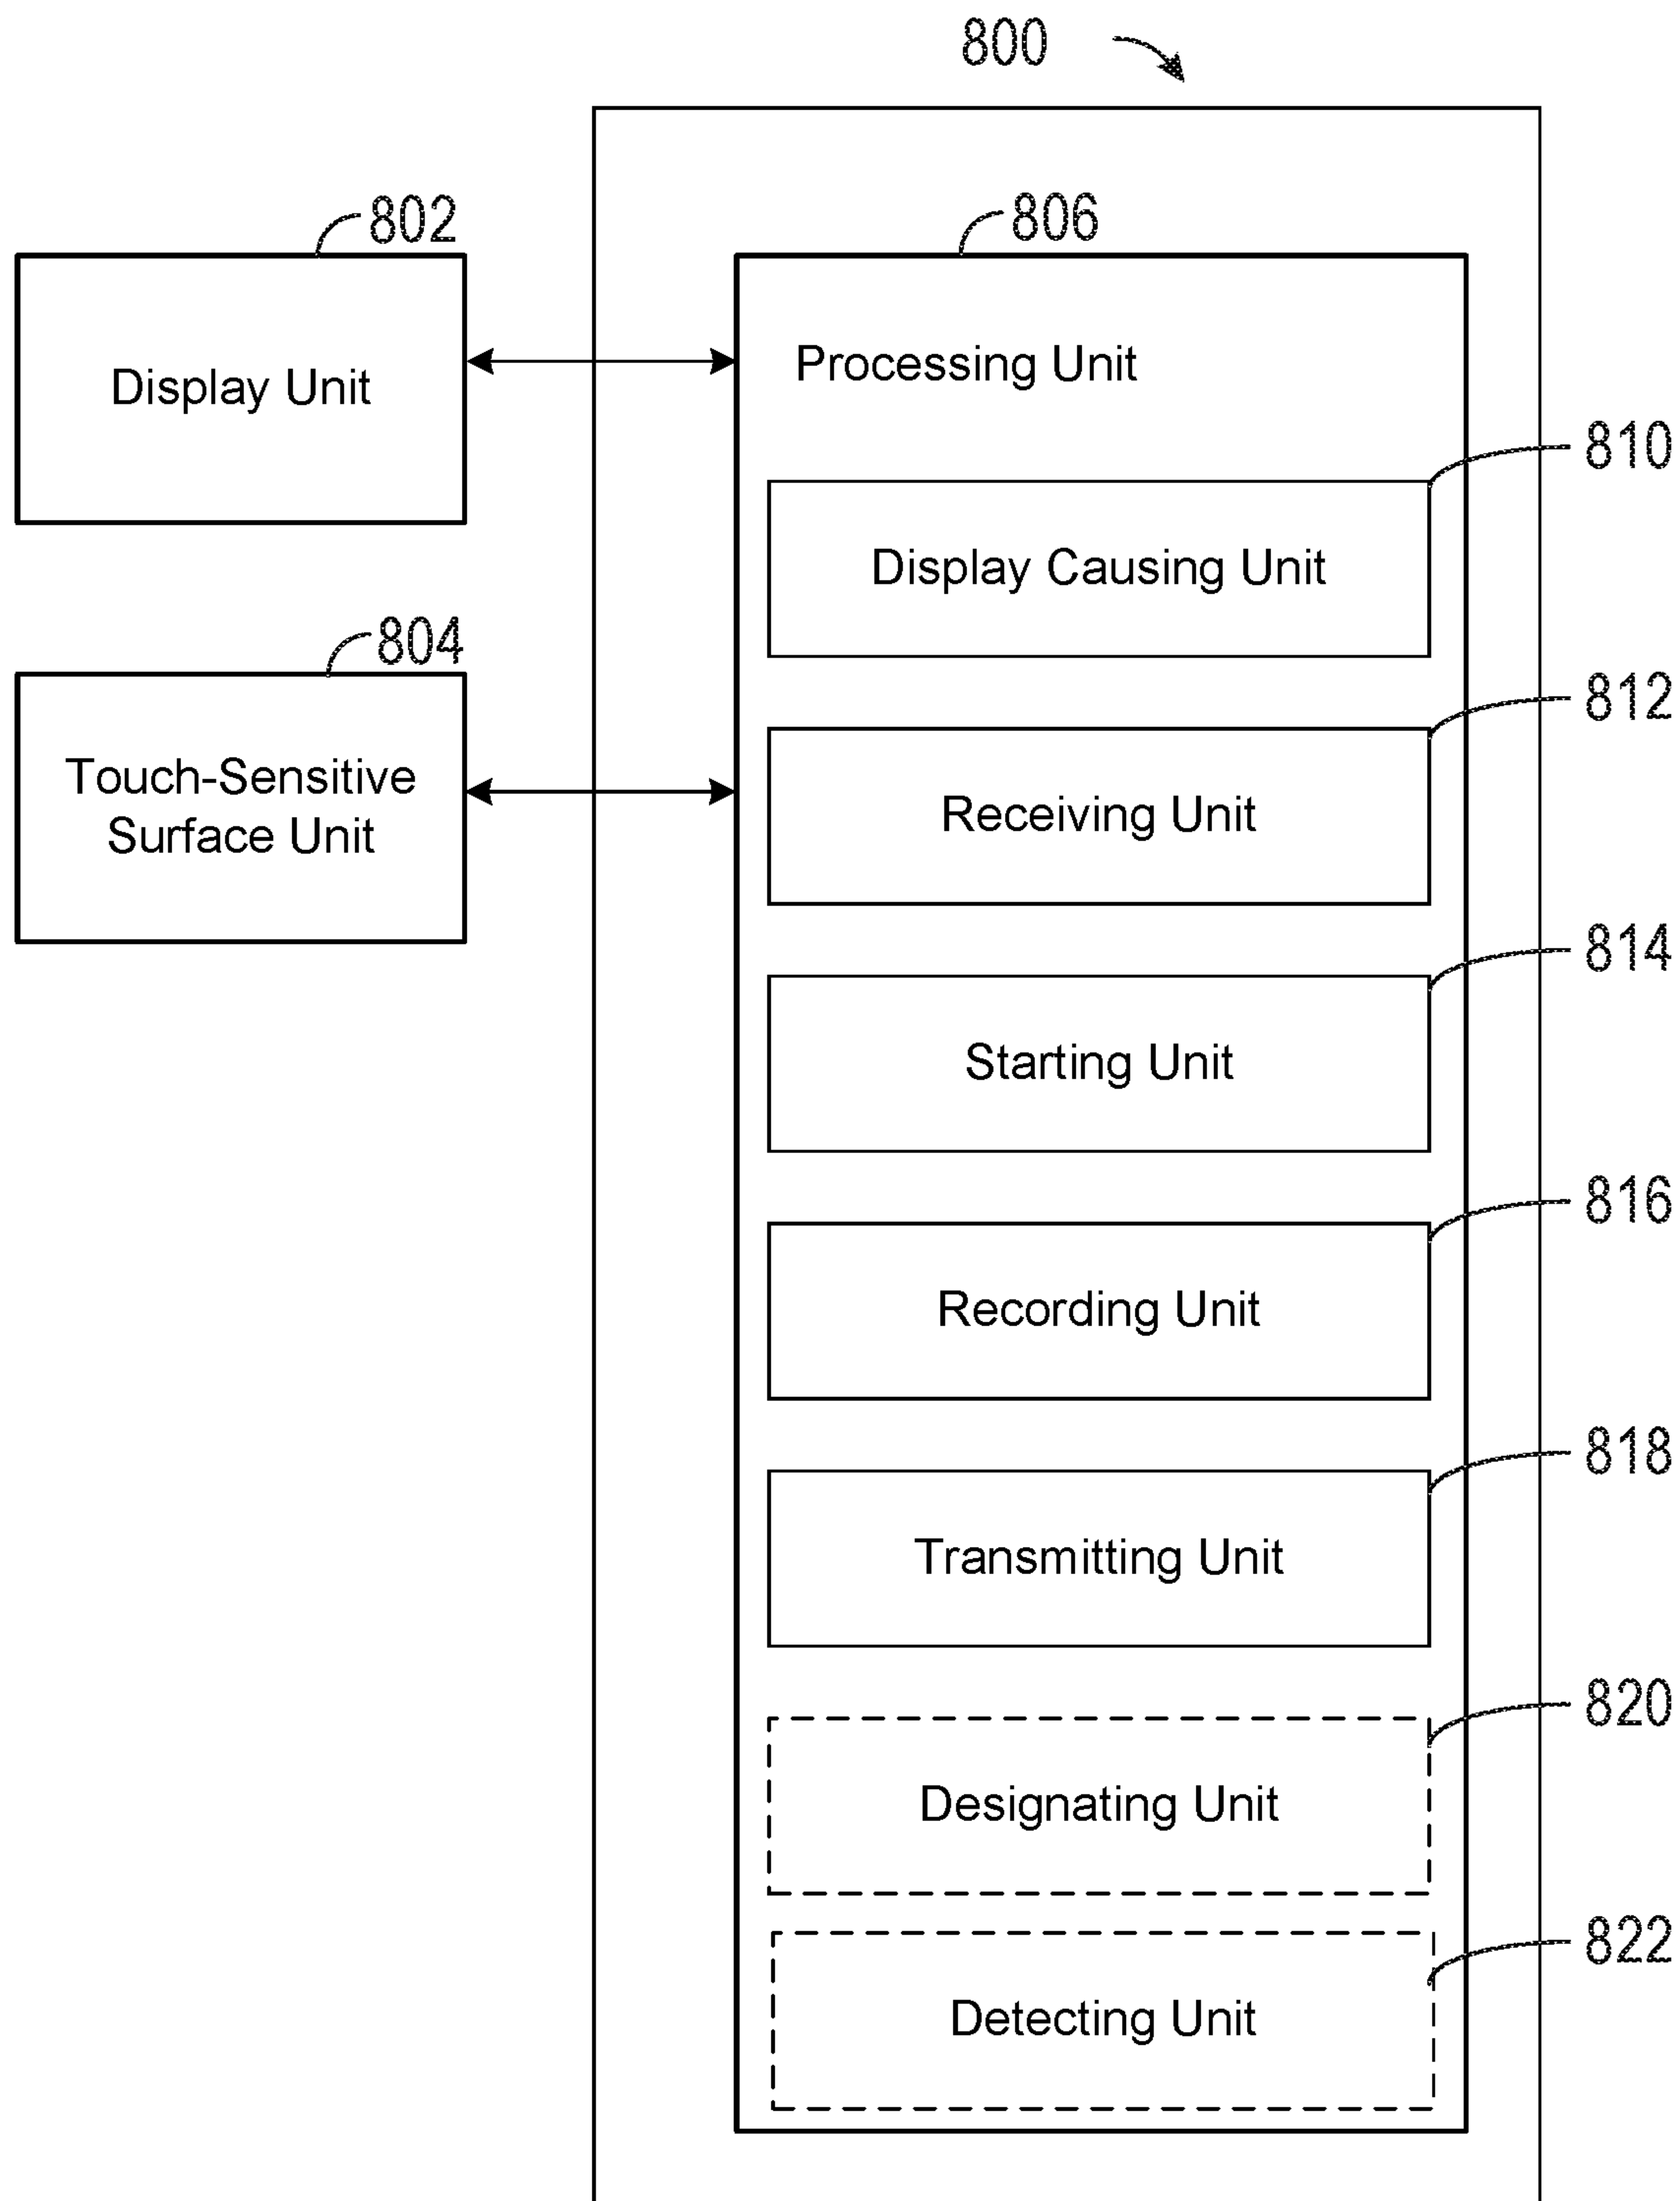 800
802
806
Display Unit
Processing Unit
810
Display Causing Unit
804
812
Touch-Sensitive
Surface Unit
Receiving Unit
814
Starting Unit
816
Recording Unit
818
Transmitting Unit
820
Designating Unit
822
Detecting Unit